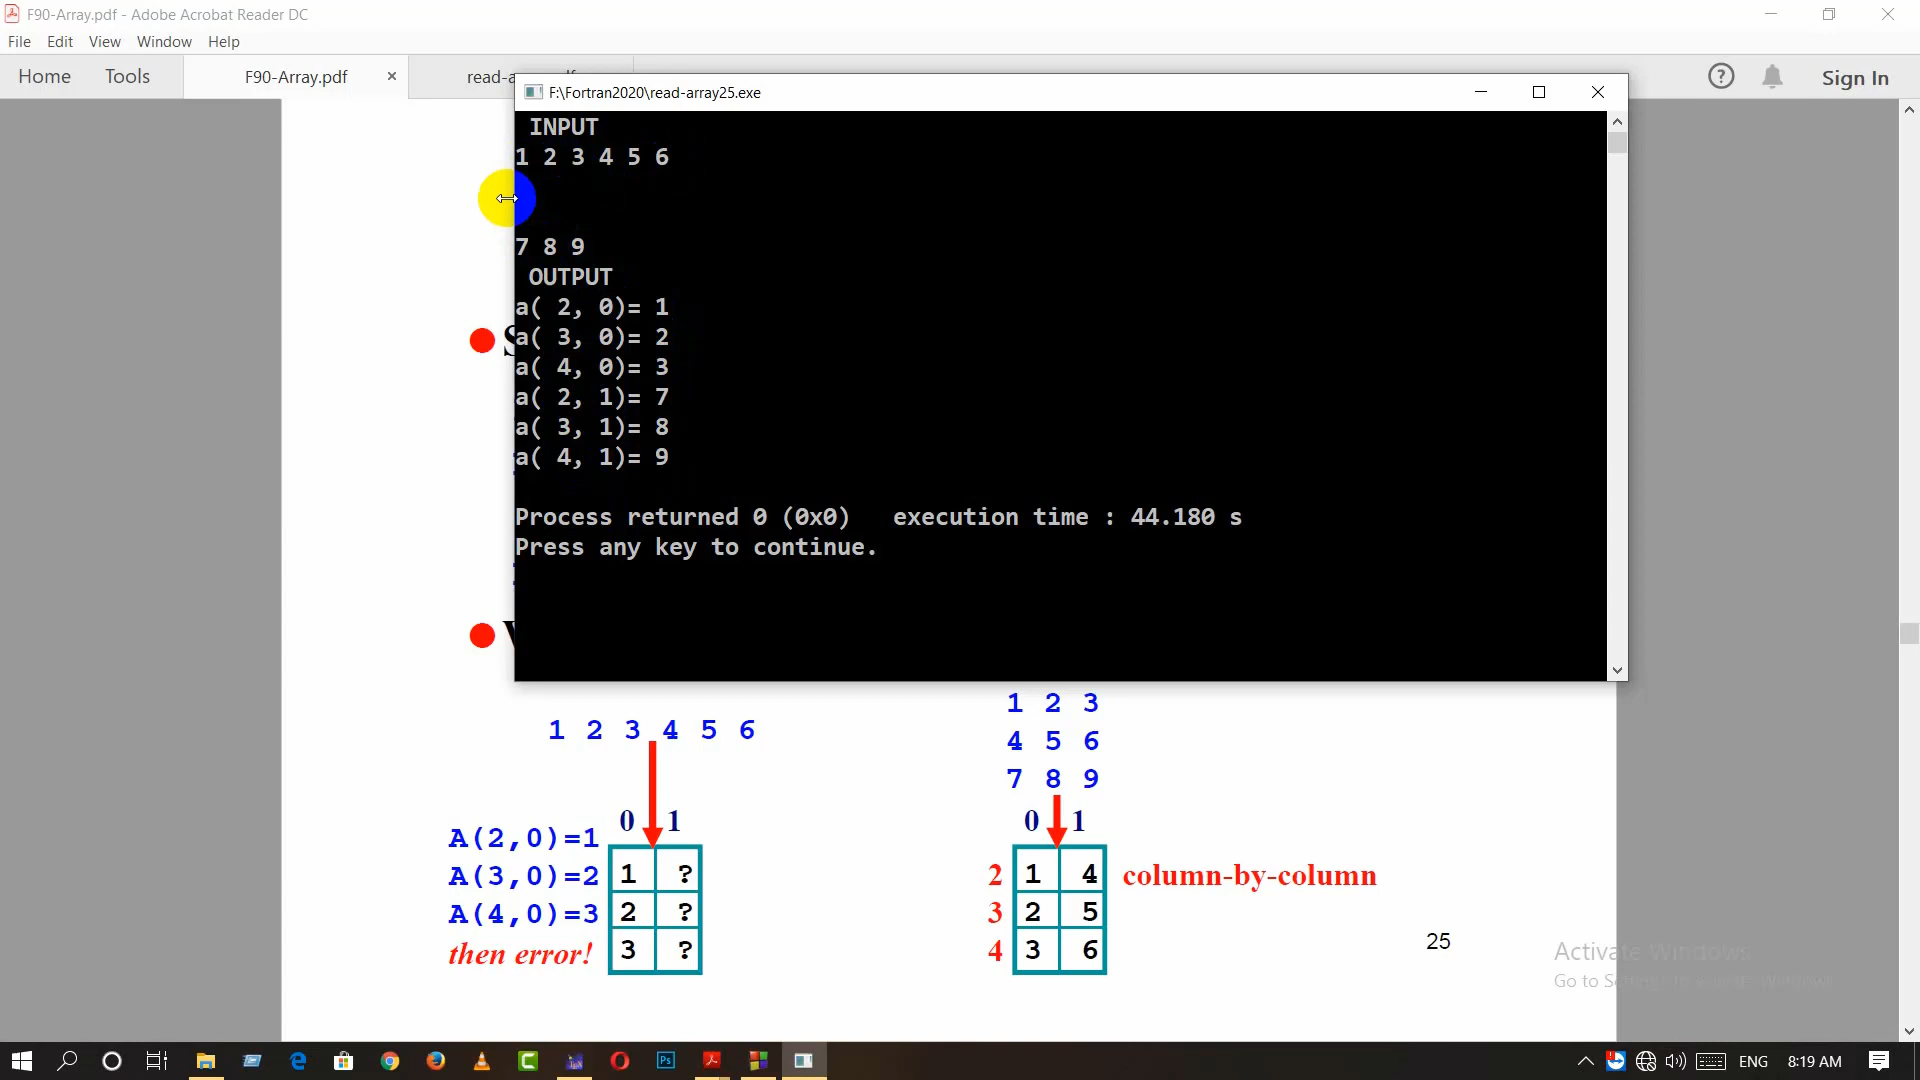 F90-Array.pdf - Adobe Acrobat Reader DC
File Edit View Window Help
Home Tools F90-Array.pdf Sign In
F:\Fortran2020\read-array25.exe
INPUT
1 2 3 4 5 6
7 8 9
OUTPUT
a( 2, 0)= 1
a( 3, 0)= 2
a( 4, 0)= 3
a( 2, 1)= 7
a( 3, 1)= 8
a( 4, 1)= 9
Process returned 0 (0x0) execution time : 44.180 s
Press any key to continue.
1 2 3 4 5 6
A(2,0)=1
A(3,0)=2
A(4,0)=3
then error!
0 1
1 ?
2 ?
3 ?
1 2 3
4 5 6
7 8 9
0 1
2 1 4 column-by-column
3 2 5
4 3 6
25
Activate Windows
Go to Settings to activate Windows.
ENG 8:19 AM